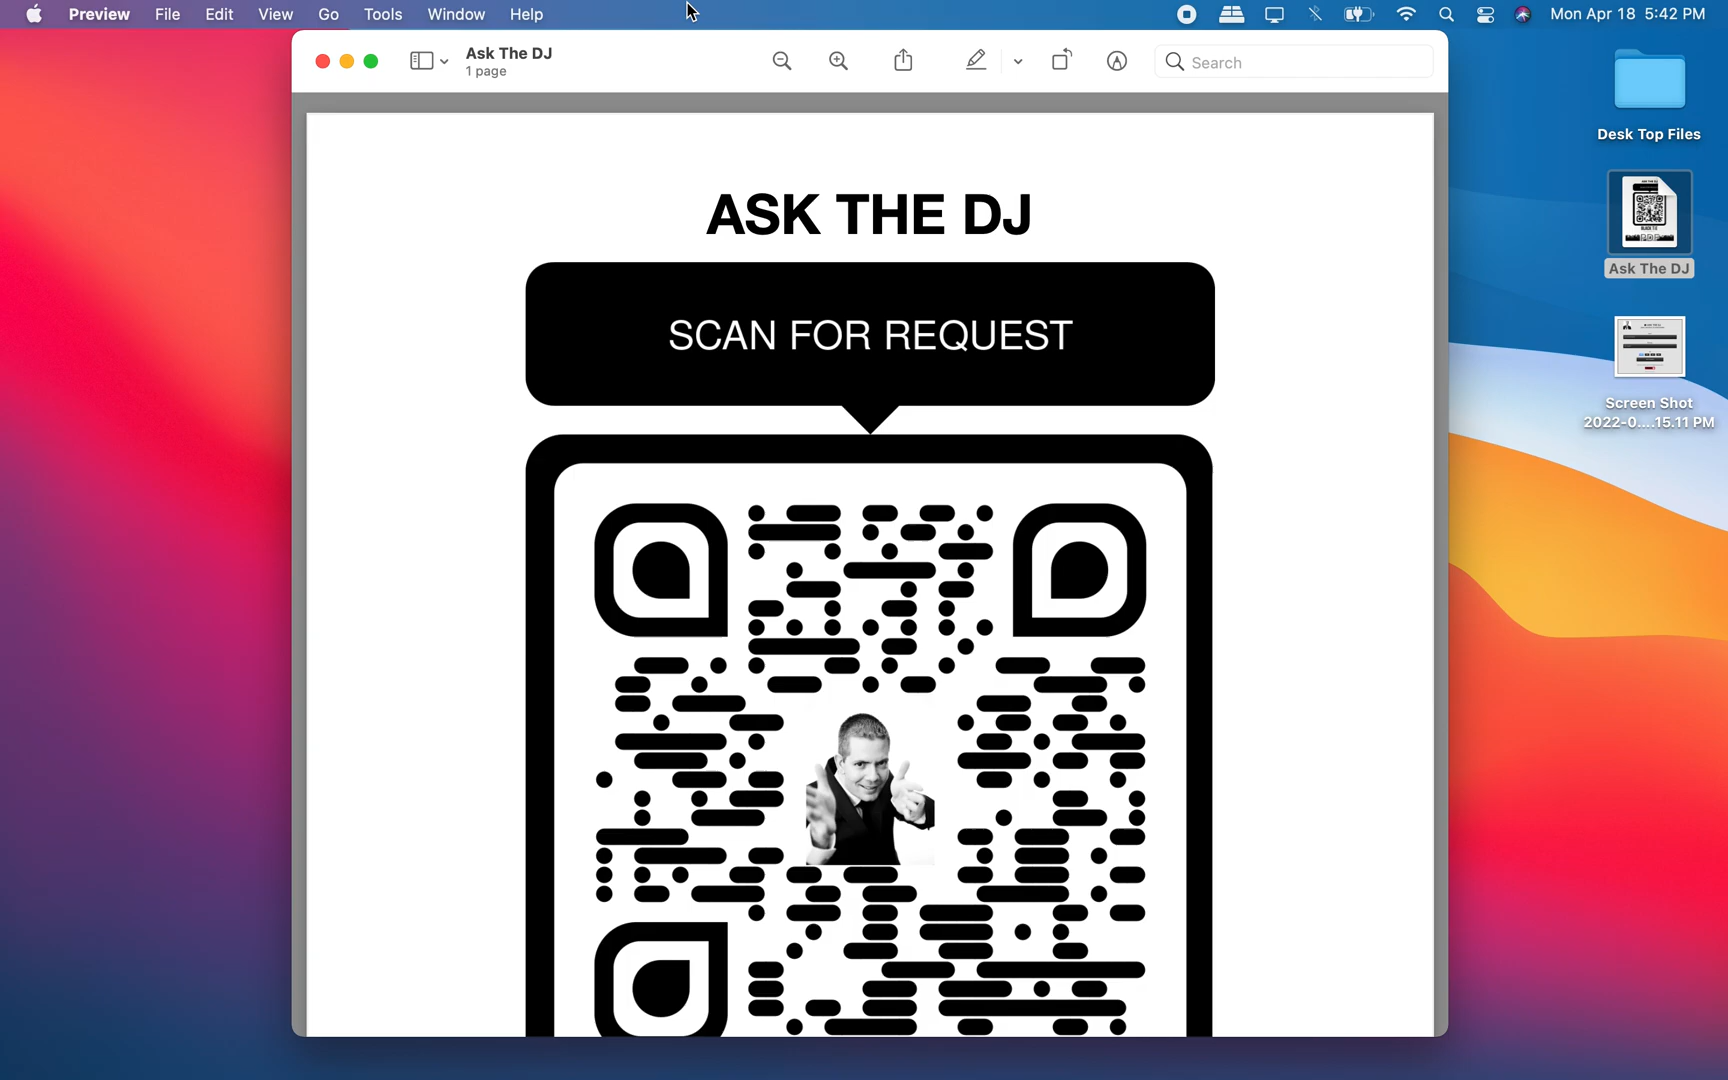 Preview File Edit View Go Tools Window Help Mon Apr 18 5:42 PM
Ask The DJ
1 page
Search
ASK THE DJ
SCAN FOR REQUEST
Desk Top Files
Ask The DJ
Screen Shot
2022-0....15.11 PM